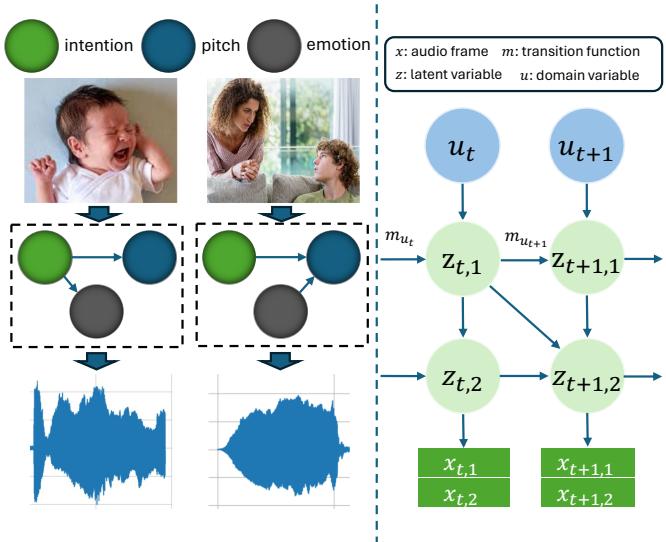 intention pitch emotion
x: audio frame m: transition function
z: latent variable u: domain variable
u_t u_{t+1}
m_{u_t} m_{u_{t+1}}
z_{t,1} z_{t+1,1}
z_{t,2} z_{t+1,2}
x_{t,1} x_{t+1,1}
x_{t,2} x_{t+1,2}